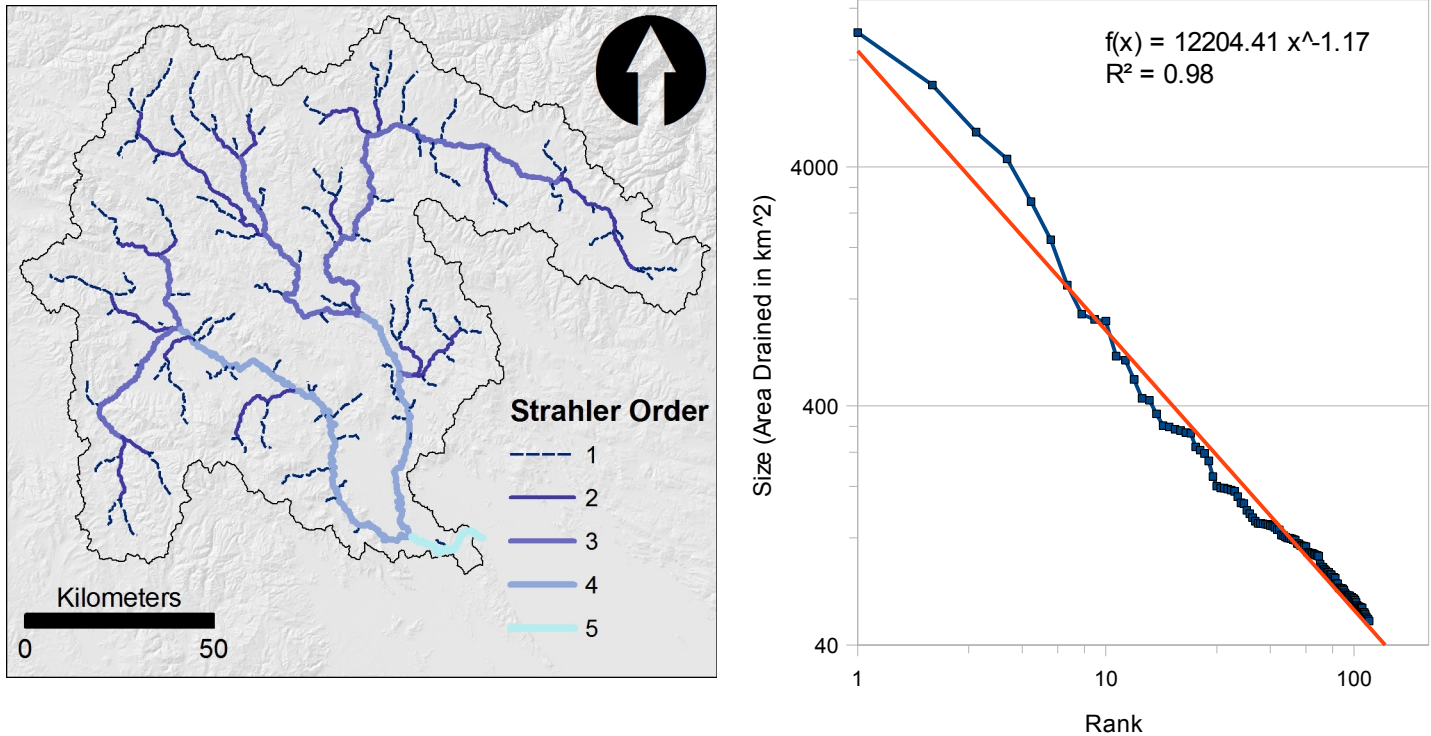 Strahler Order
1
2
3
4
5
Kilometers
0 50
f(x) = 12204.41 x^-1.17
R² = 0.98
Size (Area Drained in km^2)
4000
400
40
1 10 100
Rank